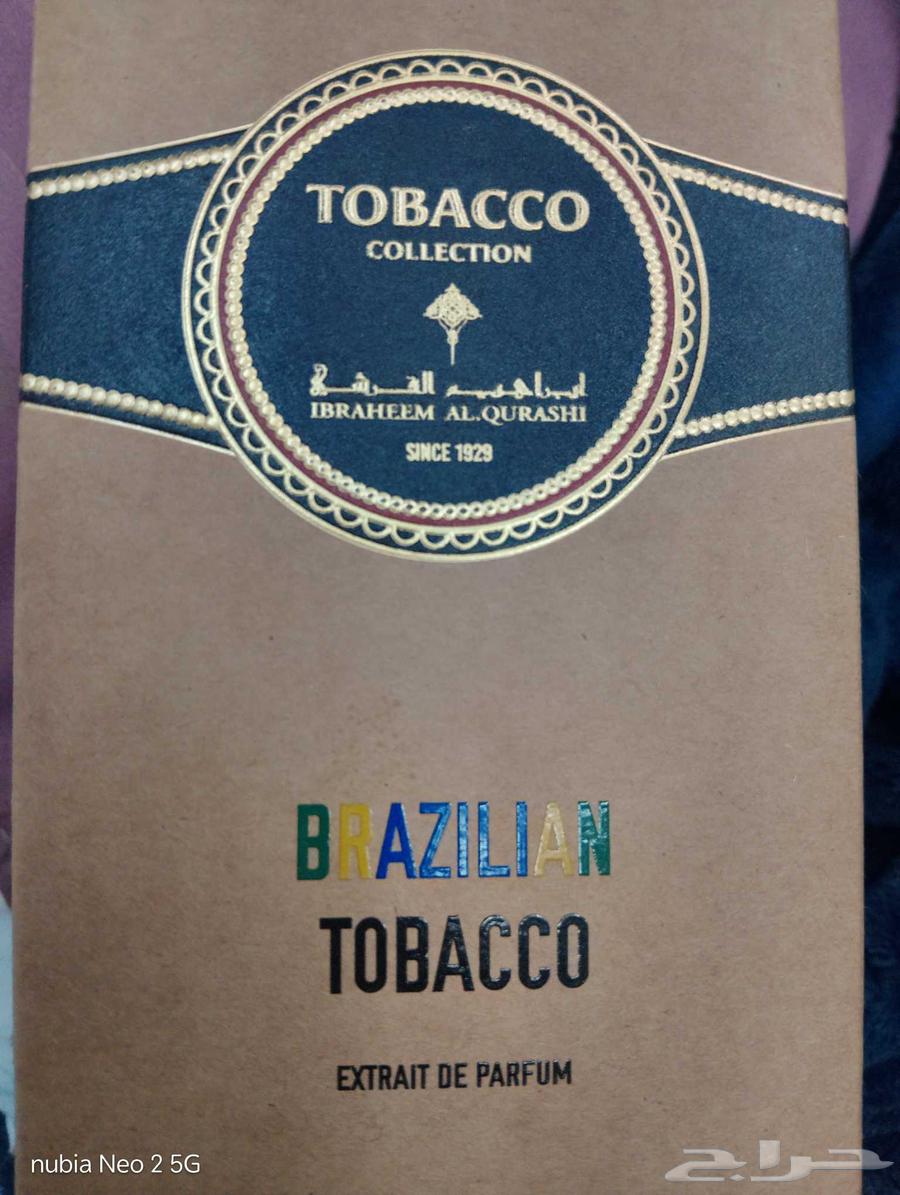 TOBACCO
COLLECTION
ابراهيم القرشي
IBRAHEEM AL.QURASHI
SINCE 1929
BRAZILIAN
TOBACCO
EXTRAIT DE PARFUM
nubia Neo 2 5G
حراج